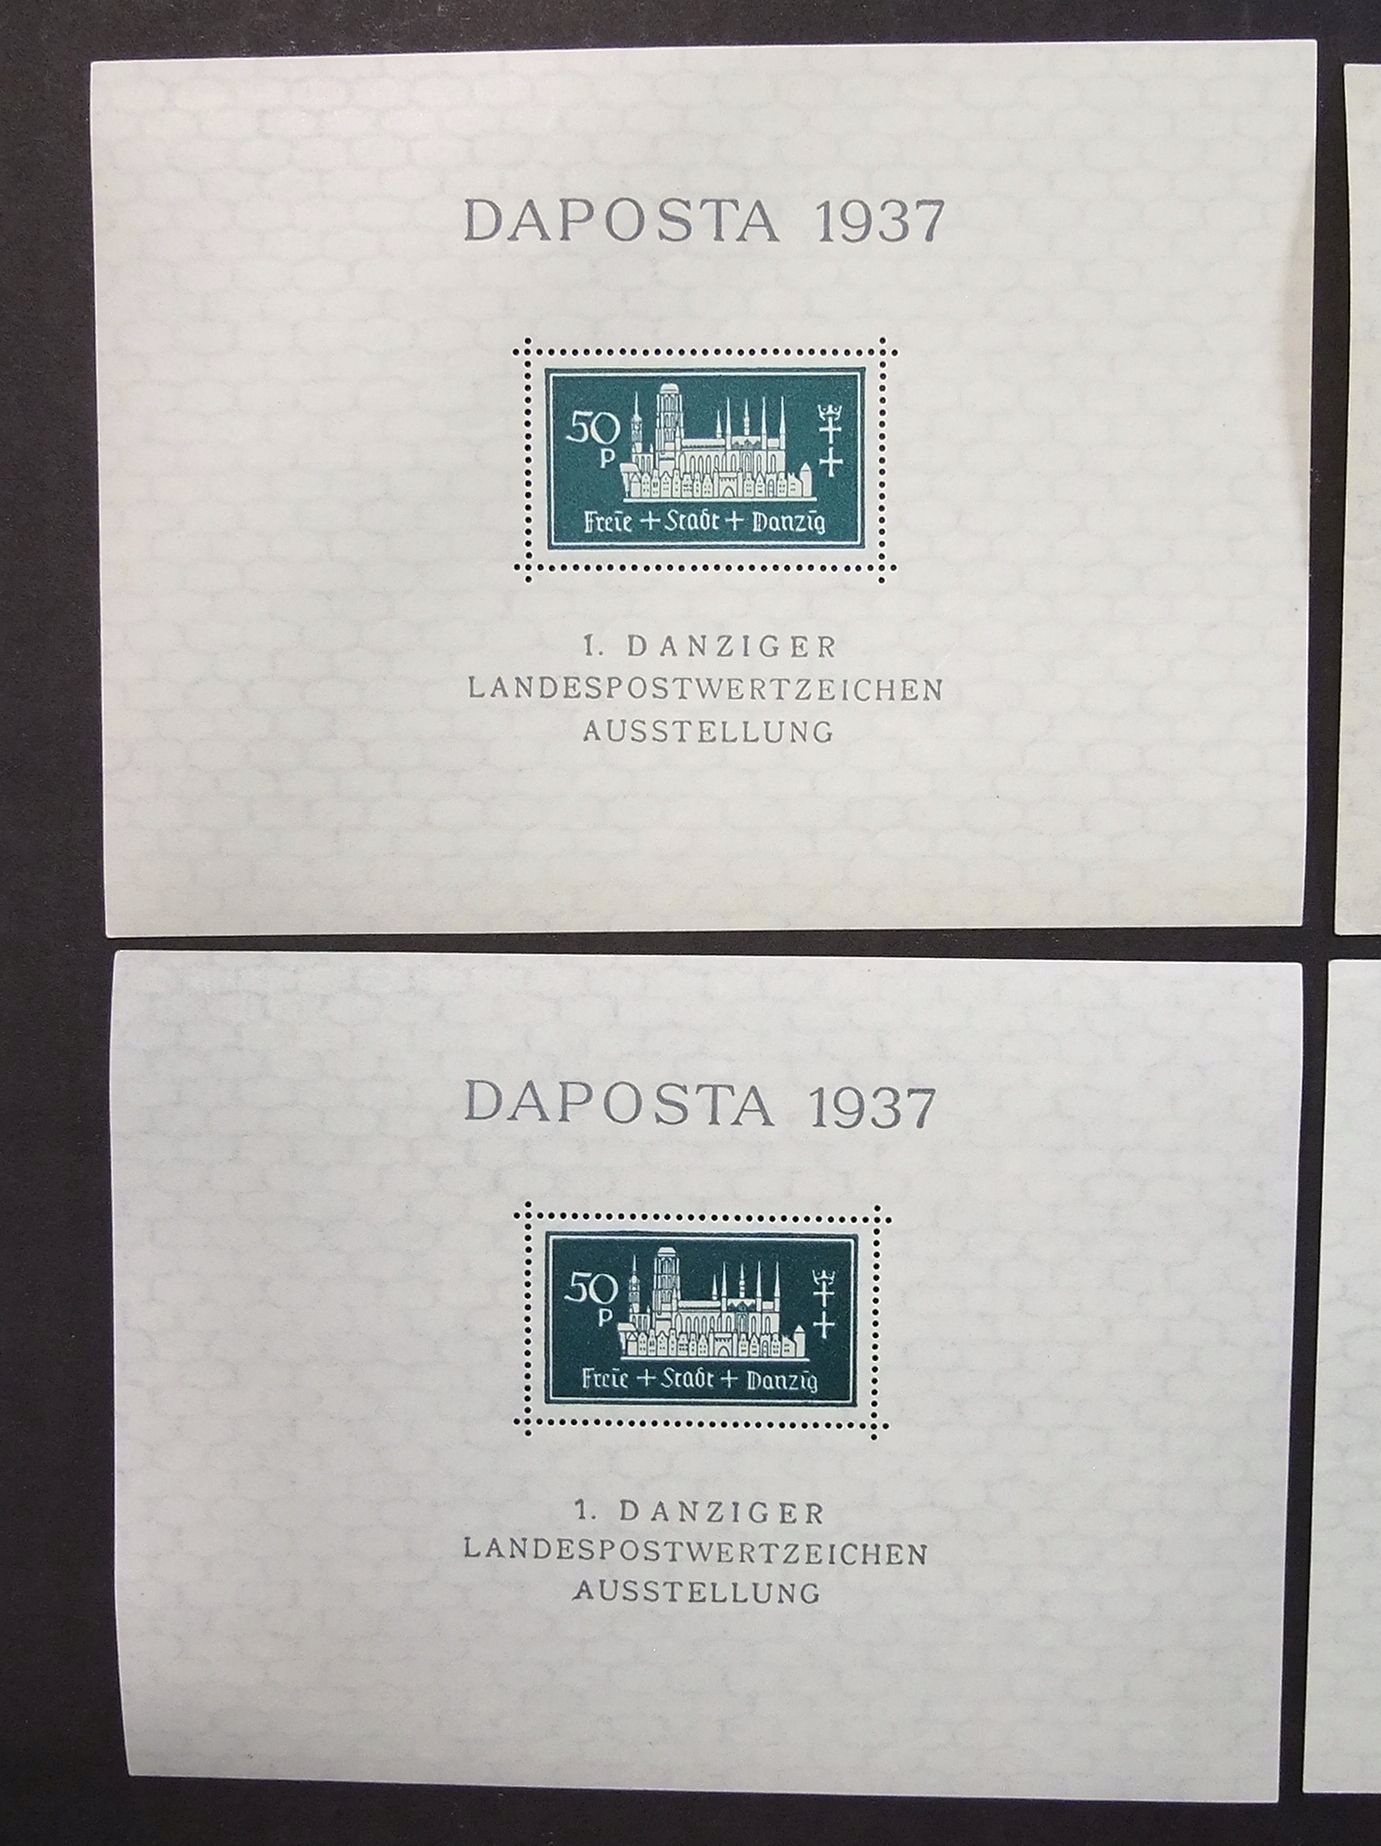 DAPOSTA 1937
50
p
Freie + Stadt + Danzig
1. DANZIGER
LANDESPOSTWERTZEICHEN
AUSSTELLUNG
DAPOSTA 1937
50
p
Freie + Stadt + Danzig
1. DANZIGER
LANDESPOSTWERTZEICHEN
AUSSTELLUNG